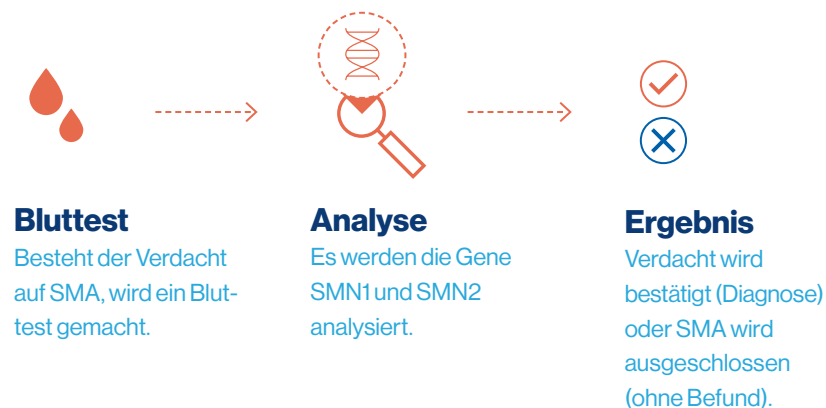 Bluttest
Besteht der Verdacht
auf SMA, wird ein Blut-
test gemacht.
Analyse
Es werden die Gene
SMN1 und SMN2
analysiert.
Ergebnis
Verdacht wird
bestätigt (Diagnose)
oder SMA wird
ausgeschlossen
(ohne Befund).